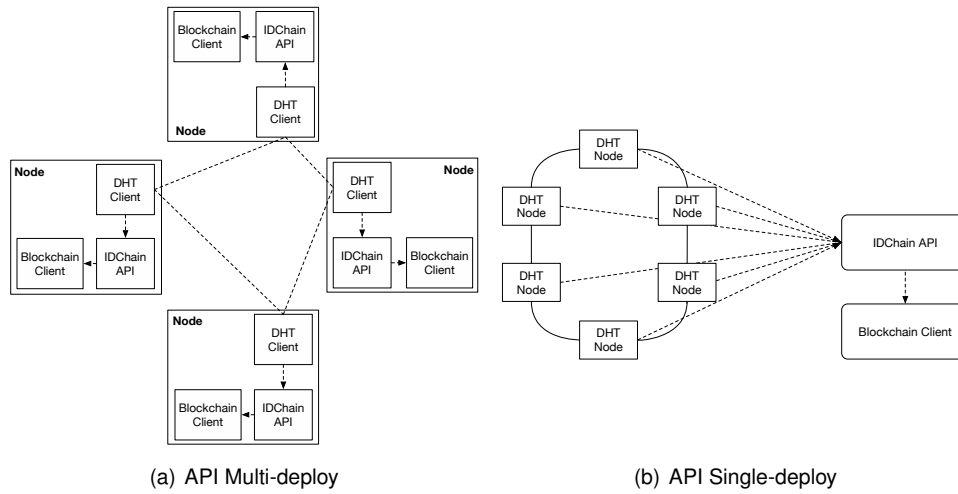 Blockchain
Client
IDChain
API
DHT
Client
Node
Node
DHT
Client
Blockchain
Client
IDChain
API
Node
DHT
Client
IDChain
API
Blockchain
Client
Node
DHT
Client
Blockchain
Client
IDChain
API
(a) API Multi-deploy
DHT
Node
DHT
Node
DHT
Node
DHT
Node
DHT
Node
DHT
Node
IDChain API
Blockchain Client
(b) API Single-deploy